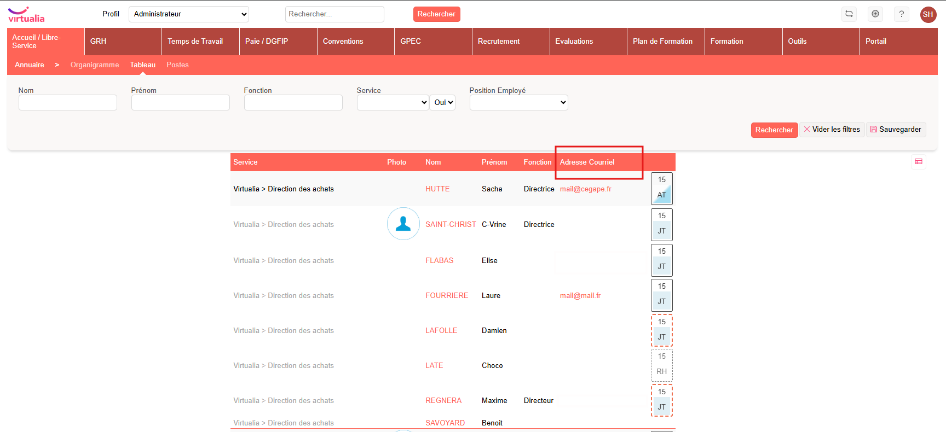 virtualia Profil Administrateur Rechercher... Rechercher ? SH
Accueil / Libre Service GRH Temps de Travail Paie / DGFIP Conventions GPEC Recrutement Evaluations Plan de Formation Formation Outils Portail
Annuaire > Organigramme Tableau Postes
Nom Prénom Fonction Service Position Employé
Oui
Rechercher Vider les filtres Sauvegarder
Service Photo Nom Prénom Fonction Adresse Courriel
Virtualia > Direction des achats HUTTE Sacha Directrice mail@cegape.fr 15 AT
Virtualia > Direction des achats SAINT CHRIST C-Vrine Directrice 15 JT
Virtualia > Direction des achats FLABAS Elise 15 JT
Virtualia > Direction des achats FOURRIERE Laure mail@mail.fr 15 JT
Virtualia > Direction des achats LAFOLLE Damien 15 JT
Virtualia > Direction des achats LATE Choco 15 RH
Virtualia > Direction des achats REGNERA Maxime Directeur 15 JT
Virtualia > Direction des achats SAVOYARD Benoit